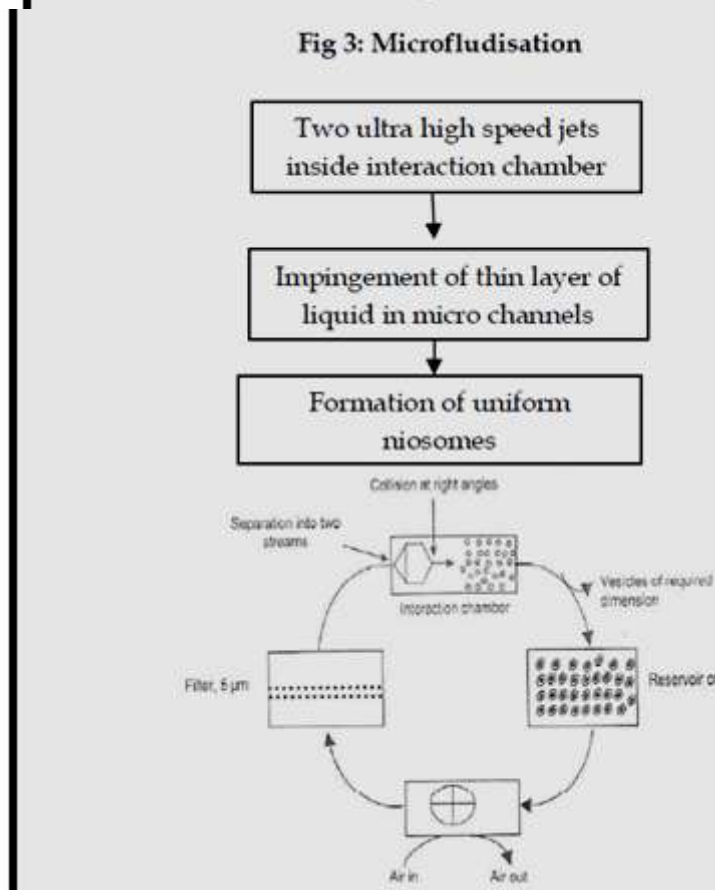 Fig 3: Microfludisation
Two ultra high speed jets
inside interaction chamber
Impingement of thin layer of
liquid in micro channels
Formation of uniform
niosomes
Collision at right angles
Separation into two
streams
Interaction chamber
Vesicles of required
dimension
Filter, 5 μm
Reservoir
Air in
Air out